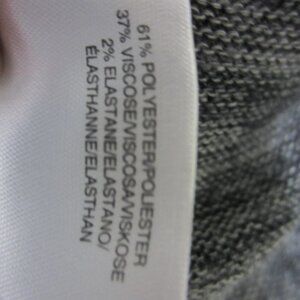 61% POLYESTER/POLIESTER
37% VISCOSE/VISCOSA/VISKOSE
2% ELASTANE/ELASTANO/
ÉLASTHANNE/ELASTHAN